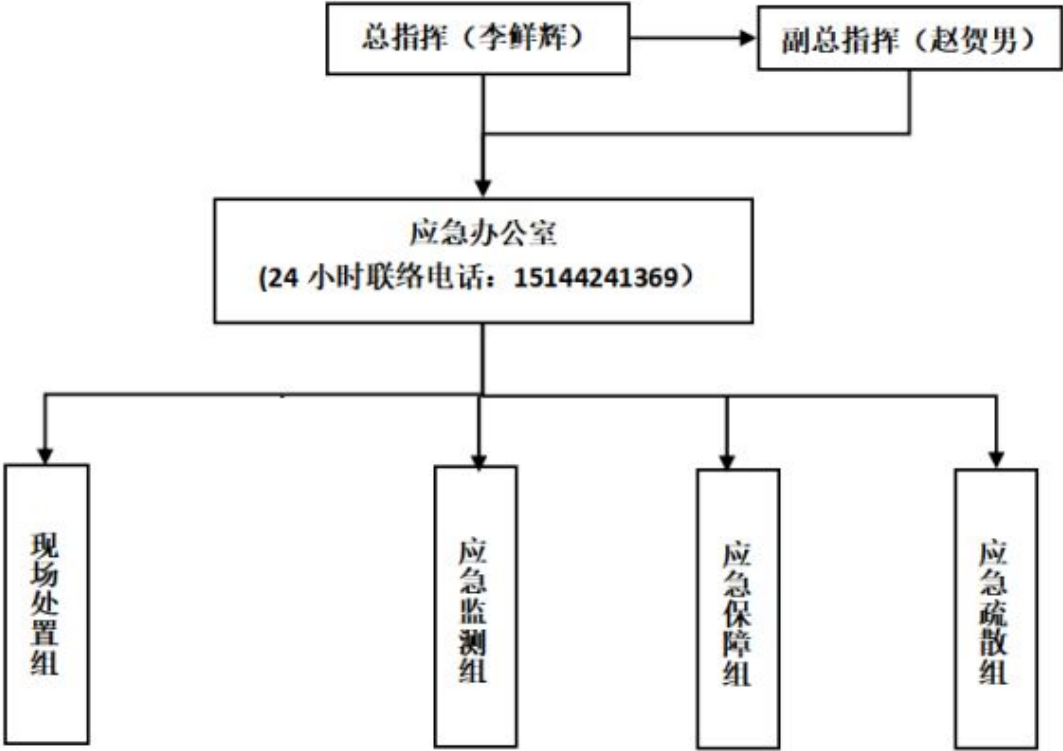 总指挥（李鲜辉）
副总指挥（赵贺男）
应急办公室
(24 小时联络电话：15144241369）
现场处置组
应急监测组
应急保障组
应急疏散组